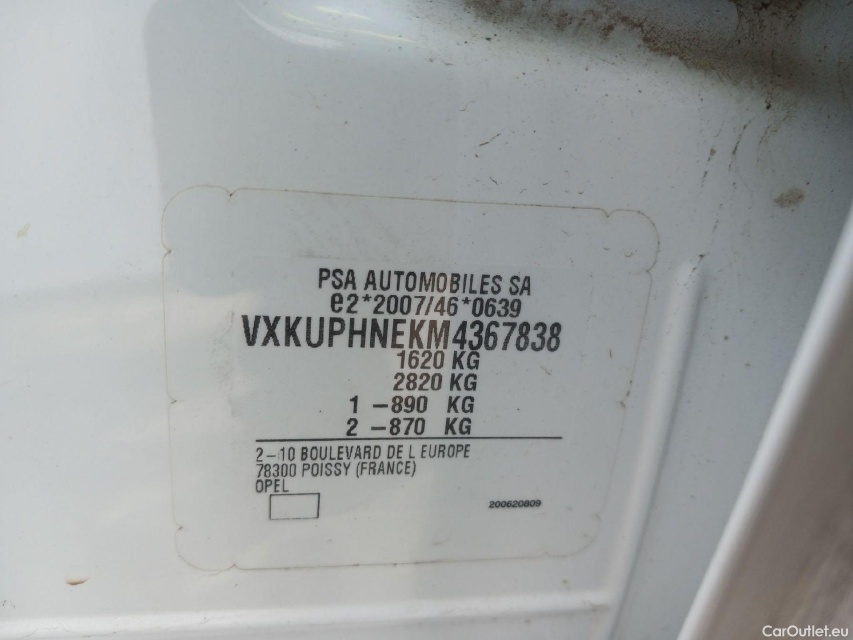 PSA AUTOMOBILES SA
e2*2007/46*0639
VXKUPHNEKM4367838
1620 KG
2820 KG
1 -890 KG
2 -870 KG
2-10 BOULEVARD DE L EUROPE
78300 POISSY (FRANCE)
OPEL
200620809
CarOutlet.eu